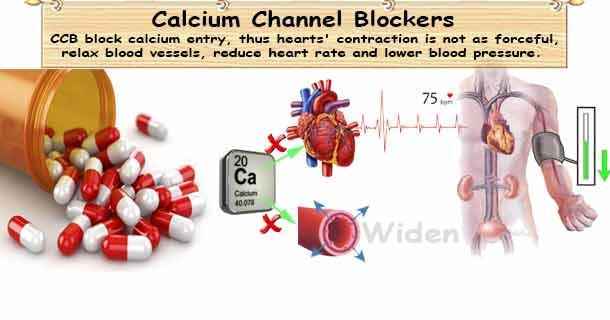 Calcium Channel Blockers
CCB block calcium entry, thus hearts' contraction is not as forceful,
relax blood vessels, reduce heart rate and lower blood pressure.
75 bpm
20
Ca
Calcium
40.078
Widen